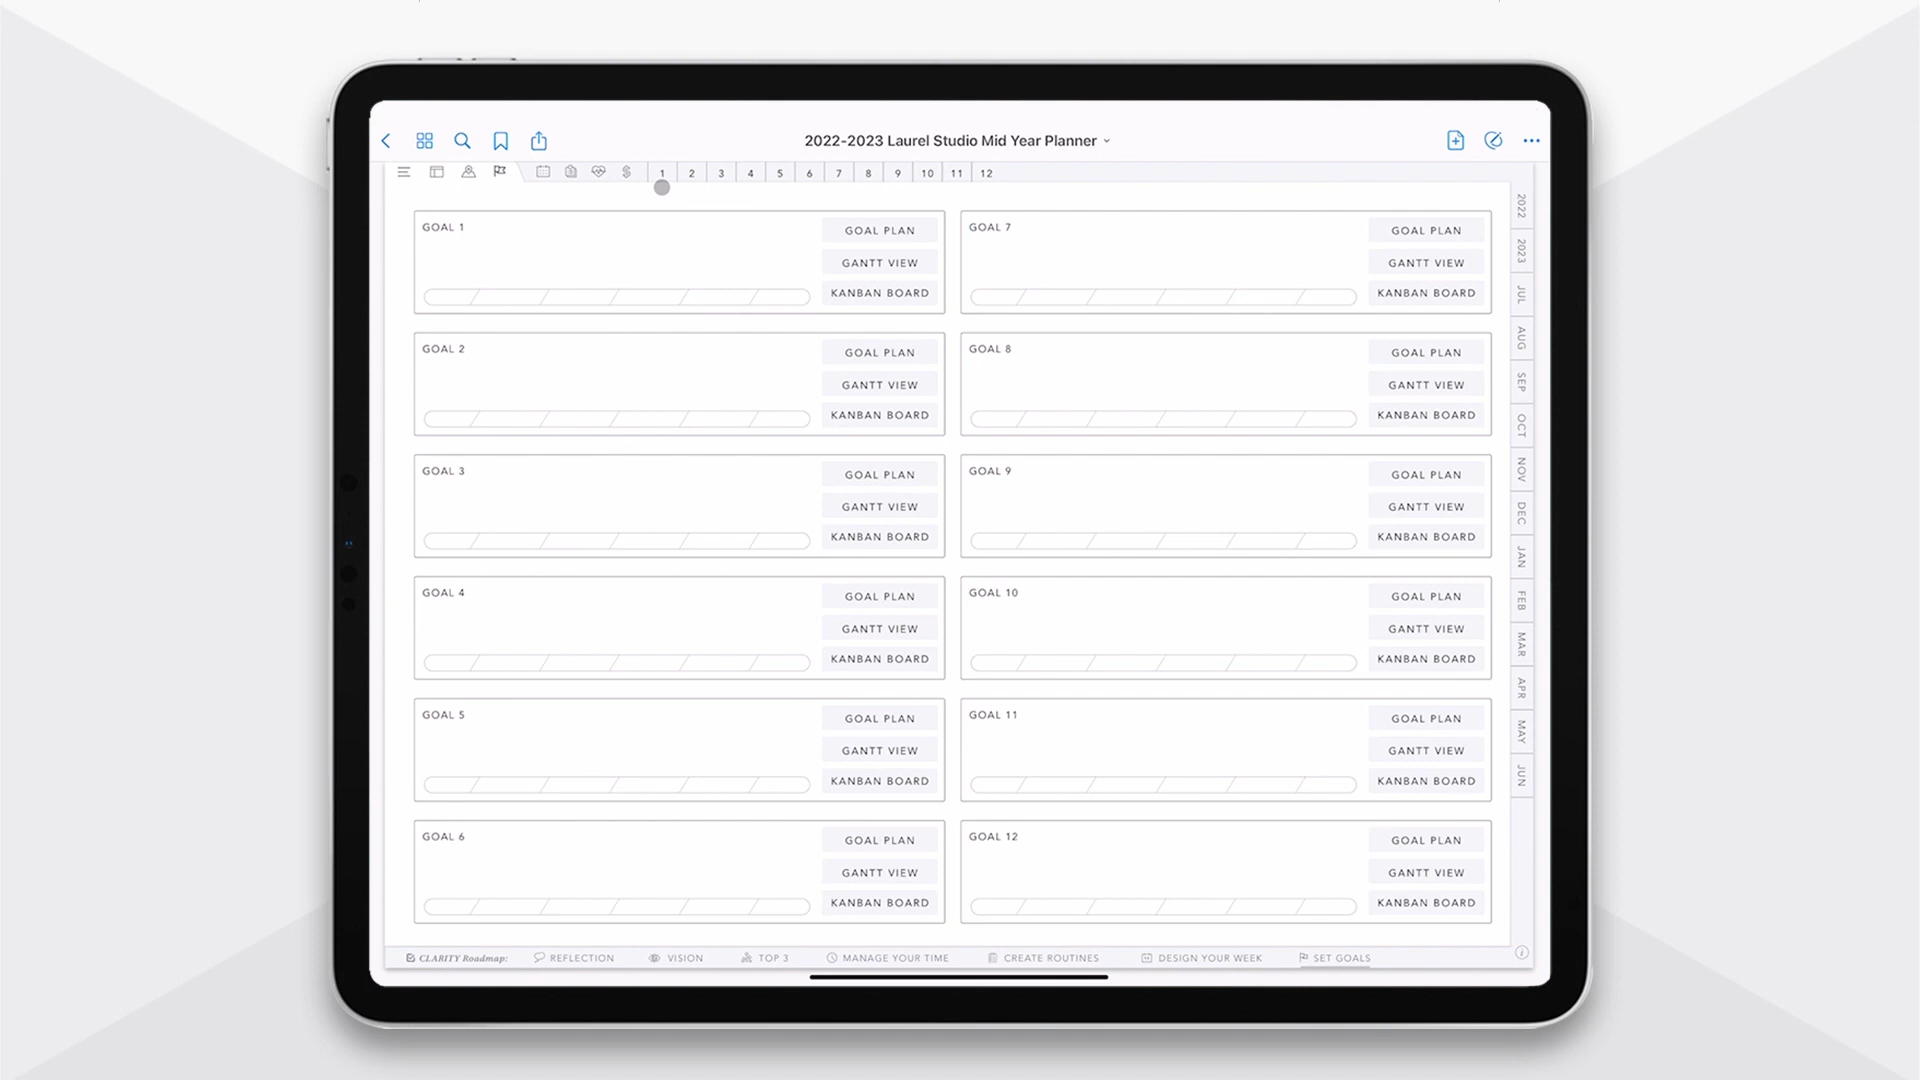 2022-2023 Laurel Studio Mid Year Planner
1 2 3 4 5 6 7 8 9 10 11 12
GOAL 1
GOAL PLAN
GANTT VIEW
KANBAN BOARD
GOAL 7
GOAL PLAN
GANTT VIEW
KANBAN BOARD
GOAL 2
GOAL PLAN
GANTT VIEW
KANBAN BOARD
GOAL 8
GOAL PLAN
GANTT VIEW
KANBAN BOARD
GOAL 3
GOAL PLAN
GANTT VIEW
KANBAN BOARD
GOAL 9
GOAL PLAN
GANTT VIEW
KANBAN BOARD
GOAL 4
GOAL PLAN
GANTT VIEW
KANBAN BOARD
GOAL 10
GOAL PLAN
GANTT VIEW
KANBAN BOARD
GOAL 5
GOAL PLAN
GANTT VIEW
KANBAN BOARD
GOAL 11
GOAL PLAN
GANTT VIEW
KANBAN BOARD
GOAL 6
GOAL PLAN
GANTT VIEW
KANBAN BOARD
GOAL 12
GOAL PLAN
GANTT VIEW
KANBAN BOARD
2022
2023
JUL
AUG
SEP
OCT
NOV
DEC
JAN
FEB
MAR
APR
MAY
JUN
CLARITY Roadmap: REFLECTION VISION TOP 3 MANAGE YOUR TIME CREATE ROUTINES DESIGN YOUR WEEK SET GOALS